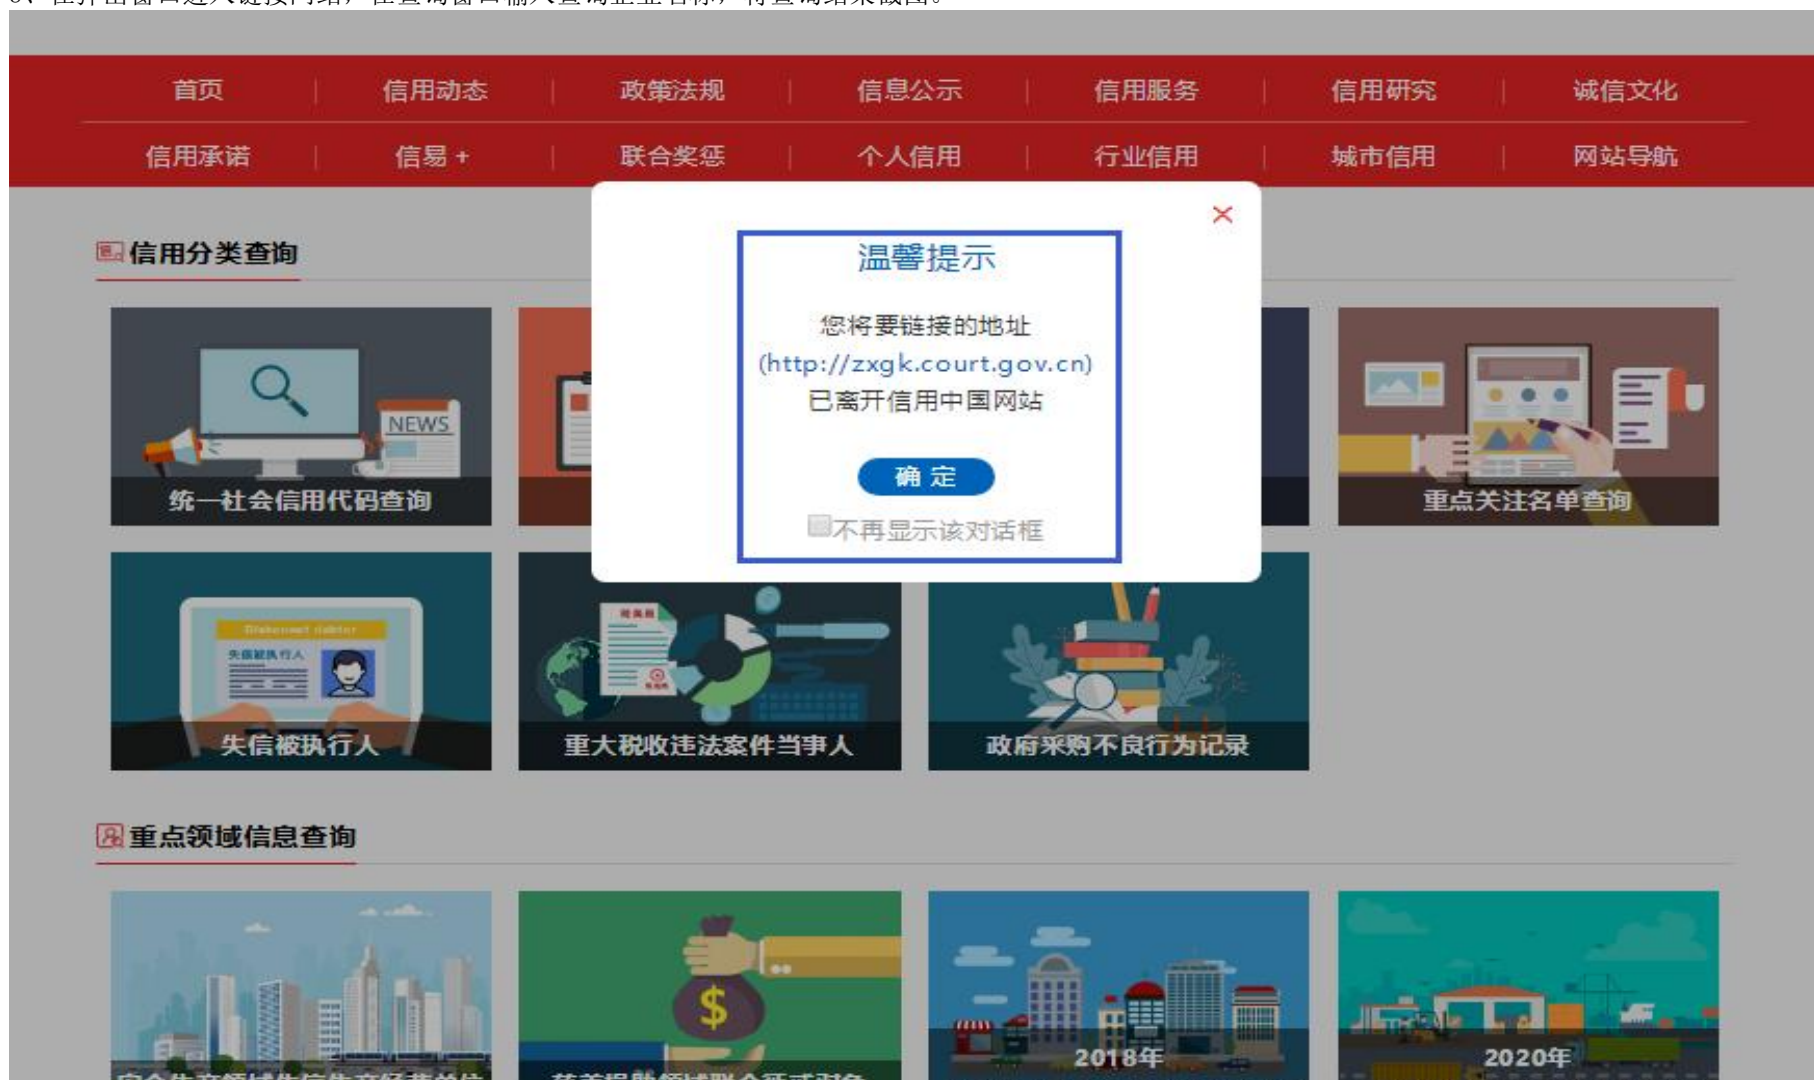 首页 信用动态 政策法规 信息公示 信用服务 信用研究 诚信文化
信用承诺 信易+ 联合奖惩 个人信用 行业信用 城市信用 网站导航
温馨提示
您将要链接的地址
(http://zxgk.court.gov.cn)
已离开信用中国网站
确 定
不再显示该对话框
信用分类查询
NEWS
统一社会信用代码查询
重点关注名单查询
失信被执行人
失信被执行人
重大税收违法案件当事人
政府采购不良行为记录
重点领域信息查询
2018年
2020年